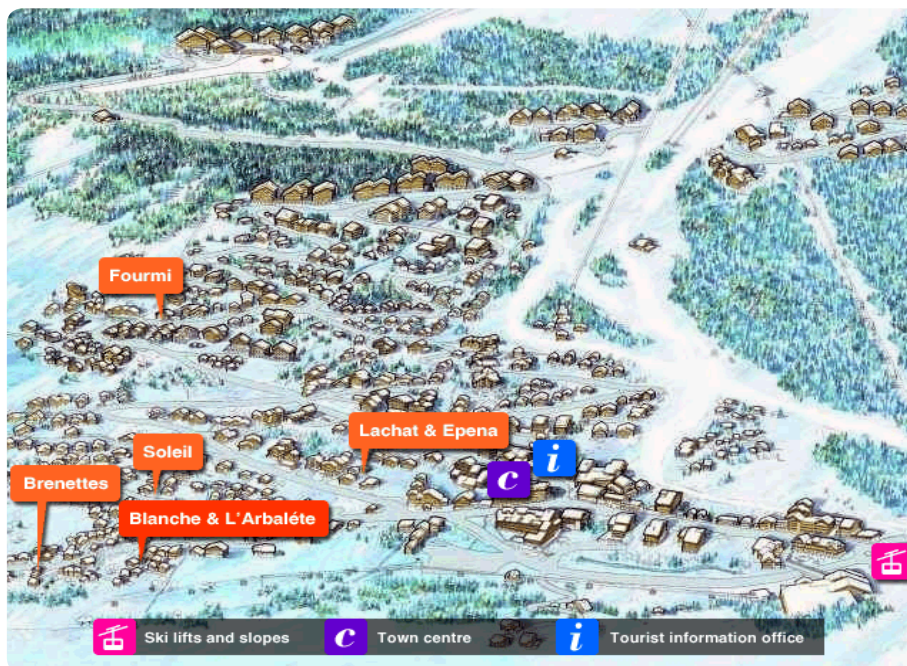 Fourmi
Lachat & Epena
Soleil
i
c
Brenettes
Blanche & L'Arbaléte
Ski lifts and slopes
c
Town centre
i
Tourist information office